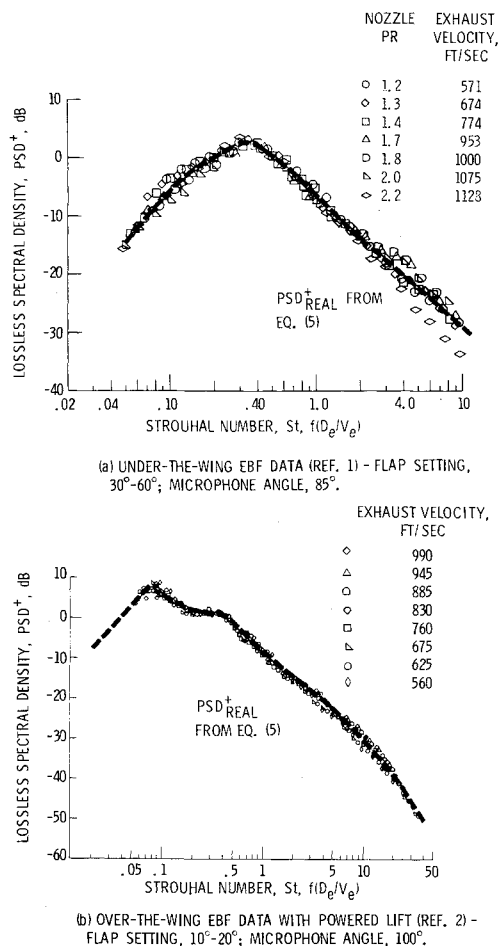 NOZZLE EXHAUST
PR VELOCITY,
FT/SEC
○ 1.2 571
◇ 1.3 674
□ 1.4 774
△ 1.7 953
1.8 1000
2.0 1075
2.2 1123
LOSSLESS SPECTRAL DENSITY, PSD⁺, dB
10
0
-10
-20
-30
-40
PSD⁺REAL FROM
EQ. (5)
.02 .04 .10 .20 .40 1.0 2.0 4.0 10
STROUHAL NUMBER, St, f(Dₑ/Vₑ)
(a) UNDER-THE-WING EBF DATA (REF. 1) - FLAP SETTING,
30°-60°; MICROPHONE ANGLE, 85°.
EXHAUST VELOCITY,
FT/SEC
990
945
885
830
760
675
625
560
LOSSLESS SPECTRAL DENSITY, PSD⁺, dB
10
0
-10
-20
-30
-40
-50
-60
PSD⁺REAL
FROM EQ. (5)
.05 .1 .5 1 5 10 50
STROUHAL NUMBER, St, f(Dₑ/Vₑ)
(b) OVER-THE-WING EBF DATA WITH POWERED LIFT (REF. 2) -
FLAP SETTING, 10°-20°; MICROPHONE ANGLE, 100°.